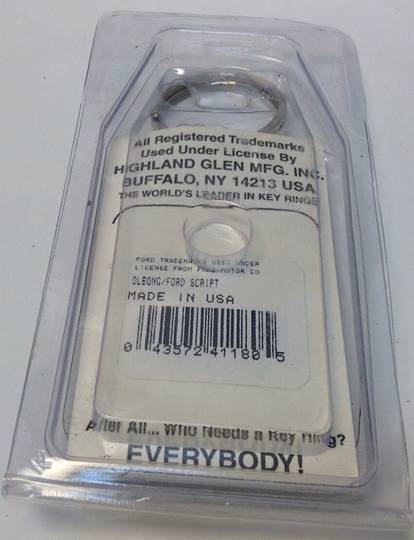 All Registered Trademarks
Used Under License By
HIGHLAND GLEN MFG. INC.
BUFFALO, NY 14213 USA
THE WORLD'S LEADER IN KEY RINGS
FORD TRADEMARKS USED UNDER
LICENSE FROM FORD MOTOR CO
OLBONG/FORD SCRIPT
MADE IN USA
0 43572 41180 5
After All... Who Needs a Key ring?
EVERYBODY!